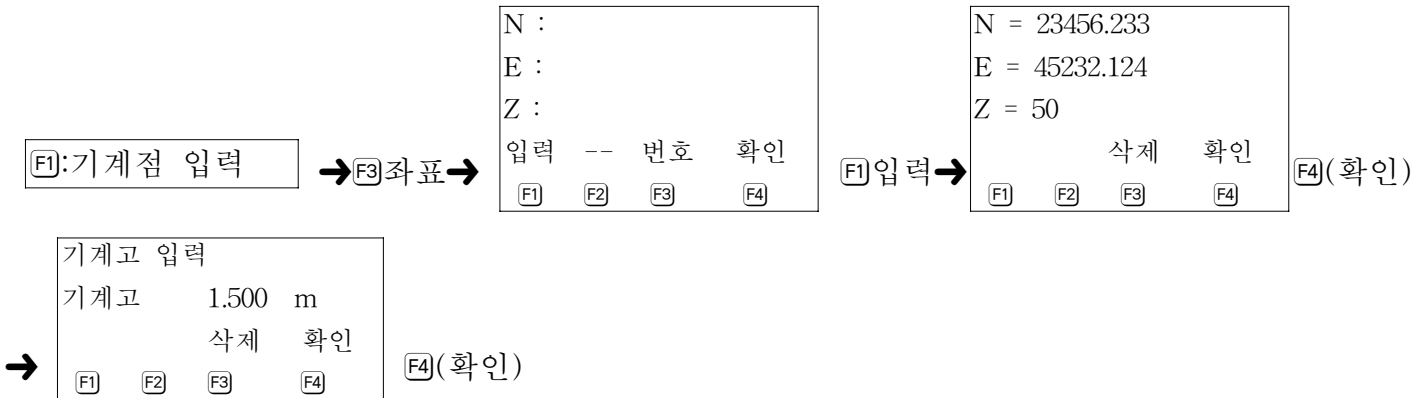 F1:기계점 입력
➔F3좌표➔
N :
E :
Z :
입력 -- 번호 확인
F1 F2 F3 F4
F1입력➔
N = 23456.233
E = 45232.124
Z = 50
삭제 확인
F1 F2 F3 F4
F4(확인)
➔
기계고 입력
기계고 1.500 m
삭제 확인
F1 F2 F3 F4
F4(확인)